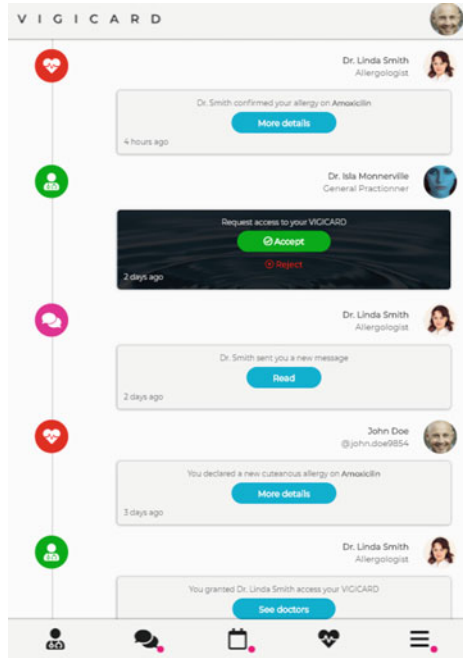 VIGICARD
Dr. Linda Smith
Allergologist
Dr. Smith confirmed your allergy on Amoxicilin
More details
4 hours ago
Dr. Isla Monnerville
General Practionner
Request access to your VIGICARD
Accept
Reject
2 days ago
Dr. Linda Smith
Allergologist
Dr. Smith sent you a new message
Read
2 days ago
John Doe
@john.doe9854
You declared a new cuteanous allergy on Amoxicilin
More details
3 days ago
Dr. Linda Smith
Allergologist
You granted Dr. Linda Smith access your VIGICARD
See doctors